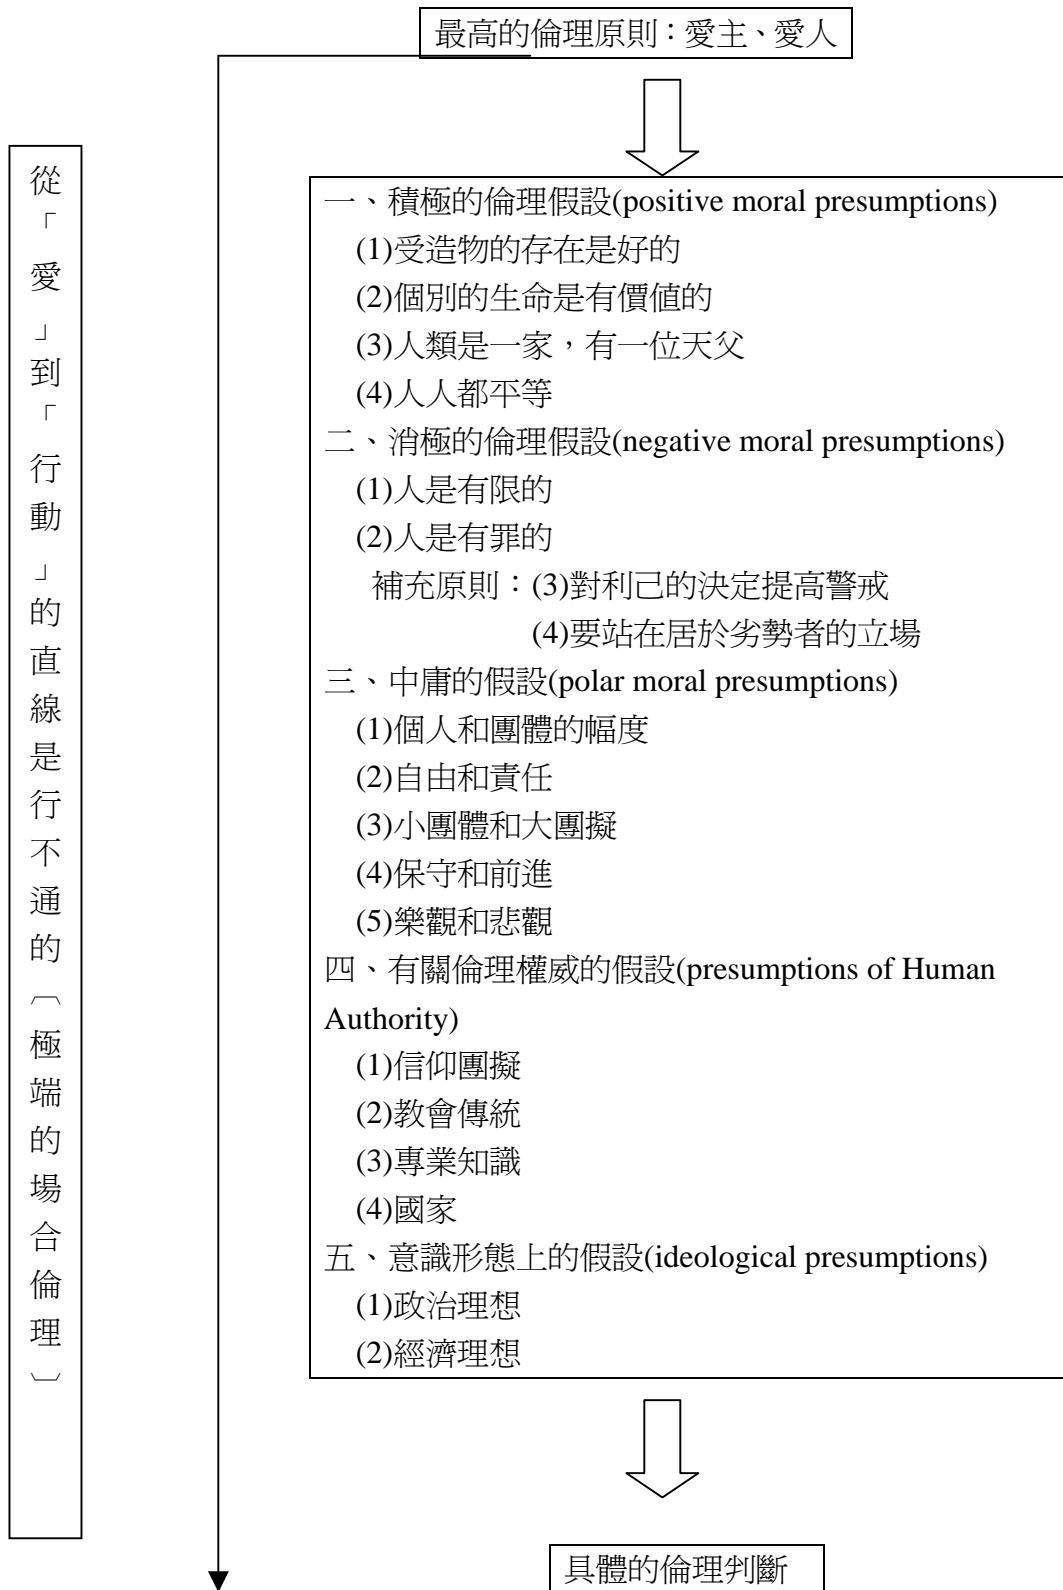 最高的倫理原則：愛主、愛人
從「愛」到「行動」的直線是行不通的〔極端的場合倫理〕
一、積極的倫理假設(positive moral presumptions)
(1)受造物的存在是好的
(2)個別的生命是有價值的
(3)人類是一家，有一位天父
(4)人人都平等
二、消極的倫理假設(negative moral presumptions)
(1)人是有限的
(2)人是有罪的
補充原則：(3)對利己的決定提高警戒
(4)要站在居於劣勢者的立場
三、中庸的假設(polar moral presumptions)
(1)個人和團體的幅度
(2)自由和責任
(3)小團體和大團擬
(4)保守和前進
(5)樂觀和悲觀
四、有關倫理權威的假設(presumptions of Human
Authority)
(1)信仰團擬
(2)教會傳統
(3)專業知識
(4)國家
五、意識形態上的假設(ideological presumptions)
(1)政治理想
(2)經濟理想
具體的倫理判斷